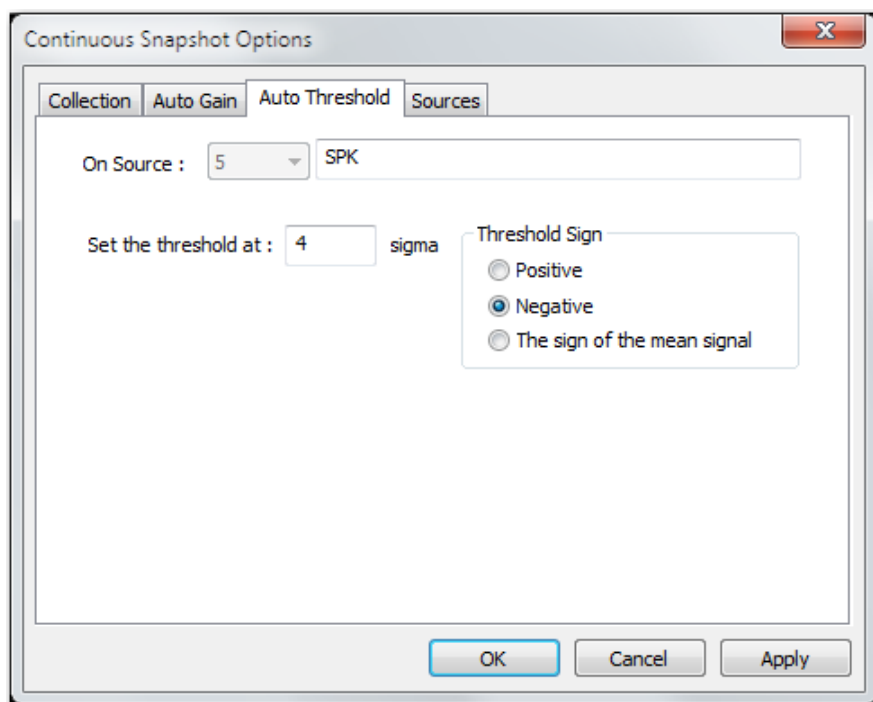 Continuous Snapshot Options
X
Collection Auto Gain Auto Threshold Sources
On Source : 5 SPK
Set the threshold at : 4 sigma
Threshold Sign
Positive
Negative
The sign of the mean signal
OK Cancel Apply